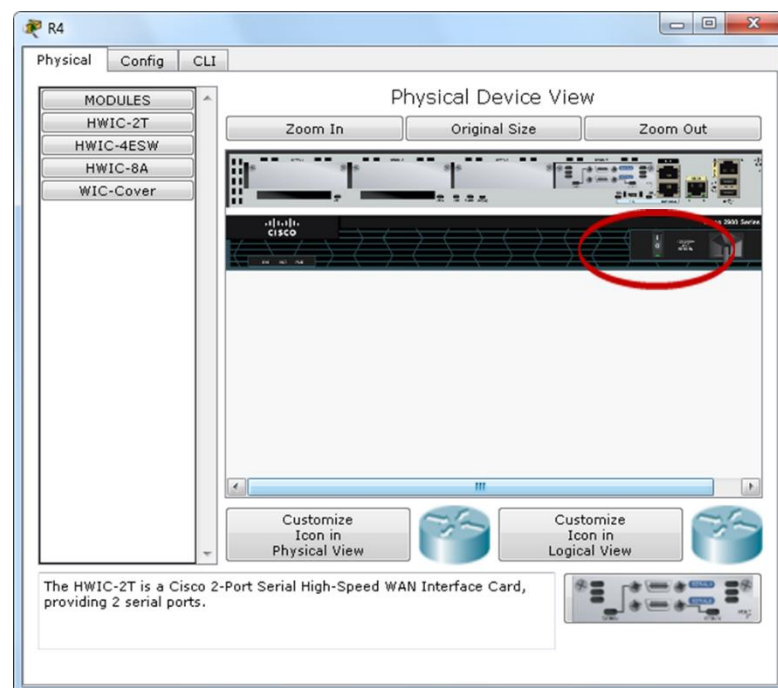 R4
Physical Config CLI
MODULES
HWIC-2T
HWIC-4ESW
HWIC-8A
WIC-Cover
Physical Device View
Zoom In Original Size Zoom Out
CISCO
2900 Series
Customize
Icon in
Physical View
Customize
Icon in
Logical View
The HWIC-2T is a Cisco 2-Port Serial High-Speed WAN Interface Card,
providing 2 serial ports.